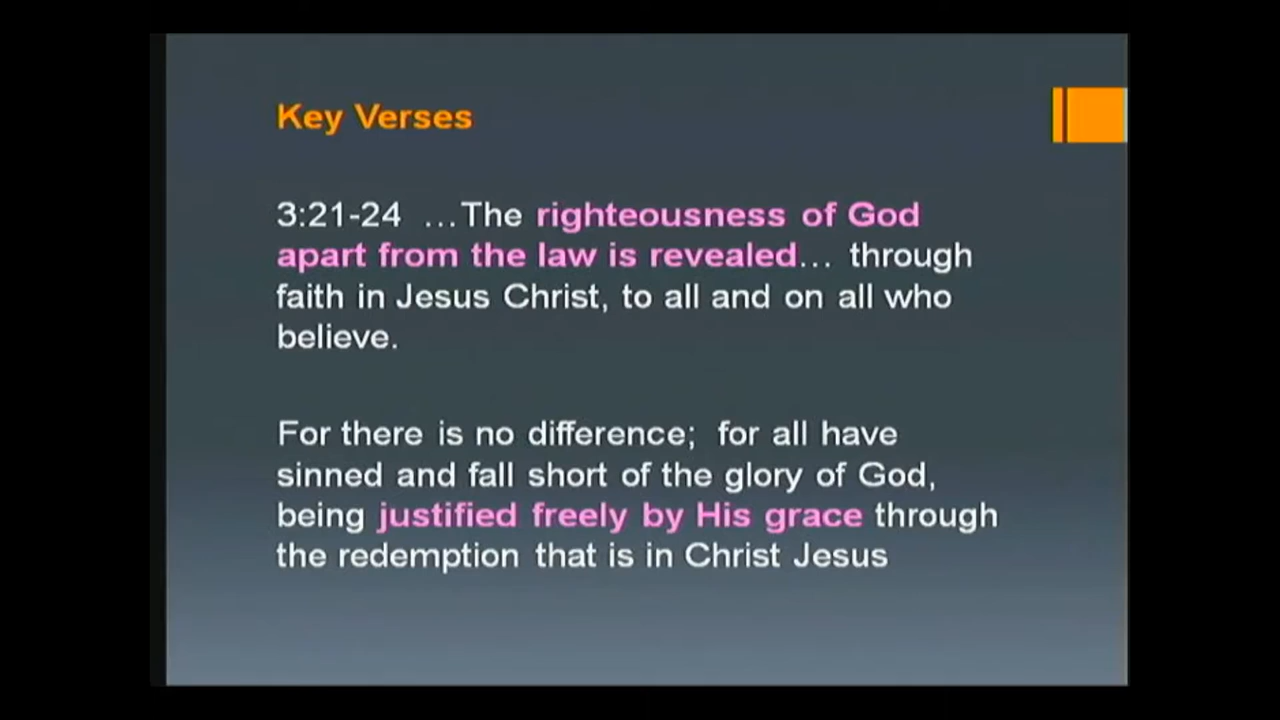 Key Verses
3:21-24 …The righteousness of God
apart from the law is revealed… through
faith in Jesus Christ, to all and on all who
believe.
For there is no difference; for all have
sinned and fall short of the glory of God,
being justified freely by His grace through
the redemption that is in Christ Jesus